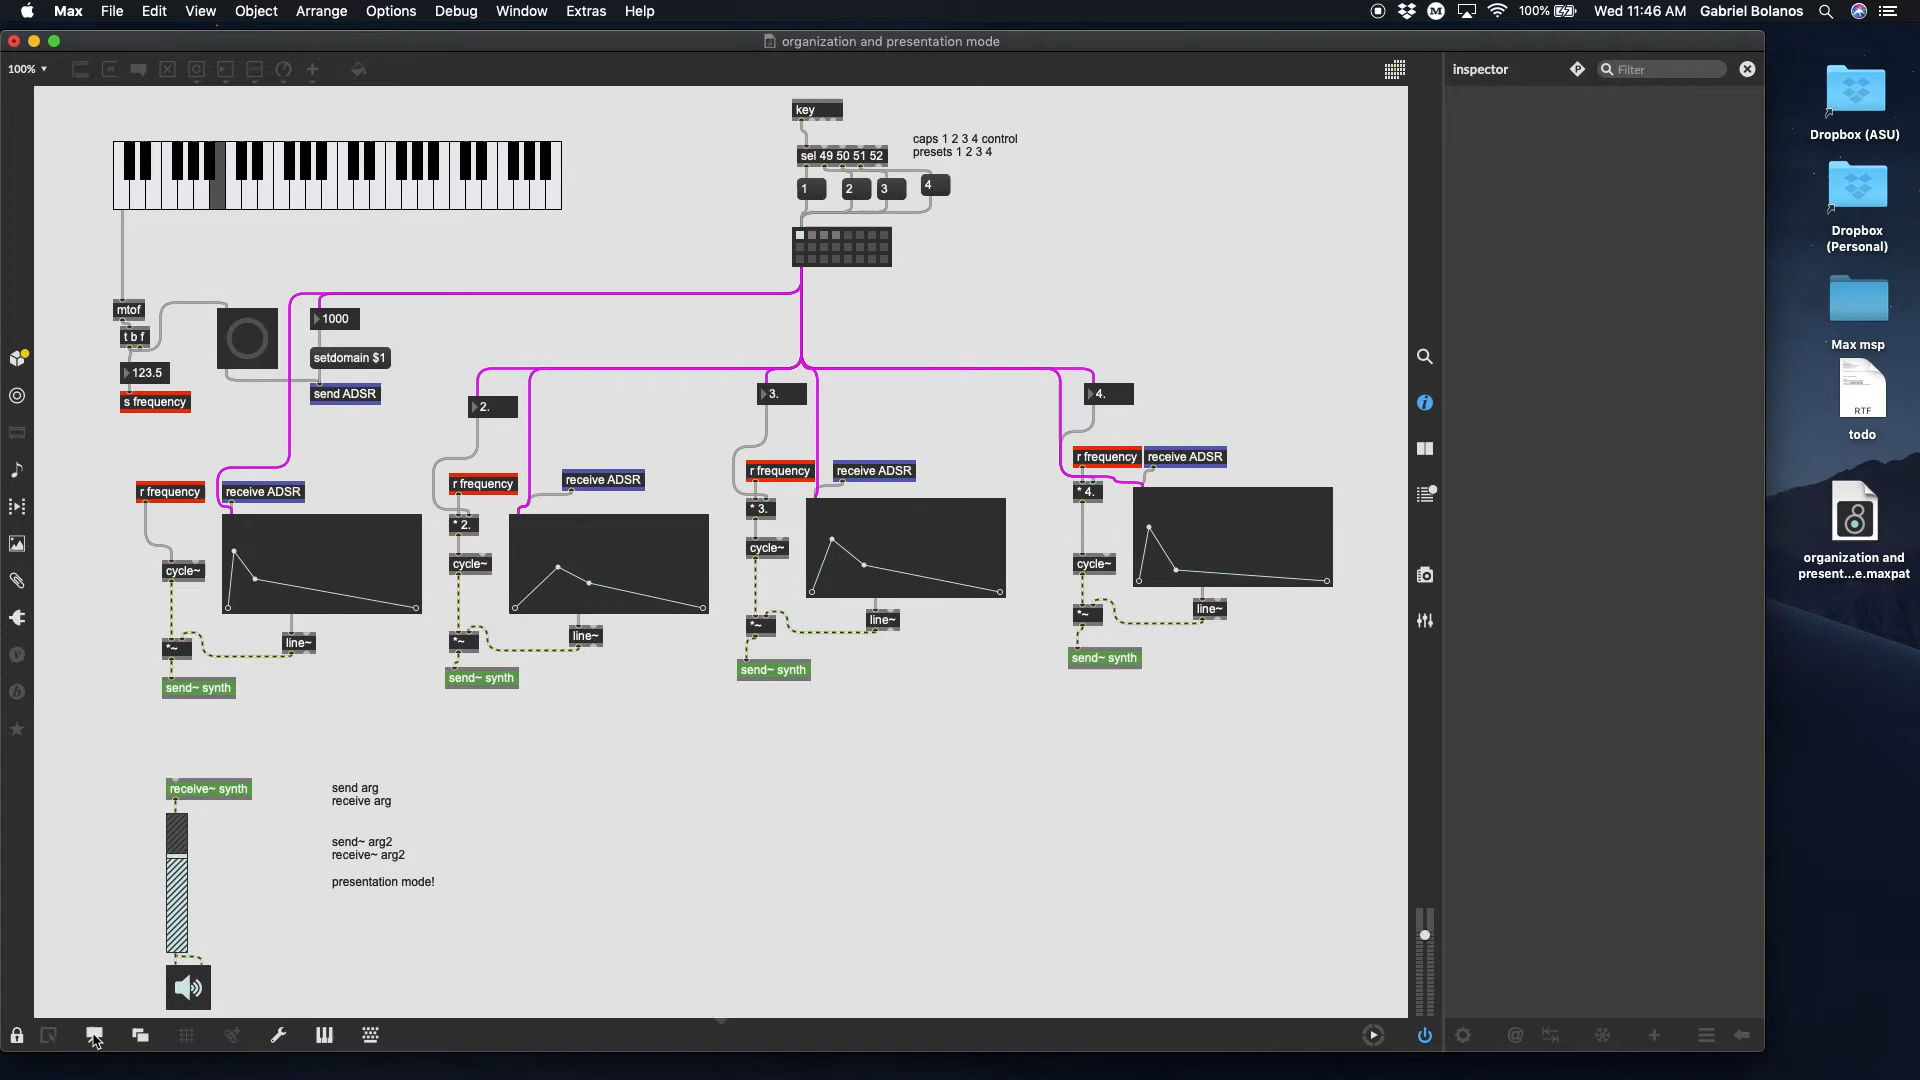 Max File Edit View Object Arrange Options Debug Window Extras Help
100% Wed 11:46 AM Gabriel Bolanos
organization and presentation mode
100%
inspector
Filter
key
caps 1 2 3 4 control
presets 1 2 3 4
sel 49 50 51 52
1 2 3 4
mtof
t b f
123.5
s frequency
1000
setdomain $1
send ADSR
2.
3.
4.
r frequency
receive ADSR
cycle~
*~
line~
send~ synth
r frequency
receive ADSR
* 2.
cycle~
*~
line~
send~ synth
r frequency
receive ADSR
* 3.
cycle~
*~
line~
send~ synth
r frequency
receive ADSR
* 4.
cycle~
*~
line~
send~ synth
receive~ synth
send arg
receive arg
send~ arg2
receive~ arg2
presentation mode!
Dropbox (ASU)
Dropbox
(Personal)
Max msp
RTF
todo
organization and
present...e.maxpat